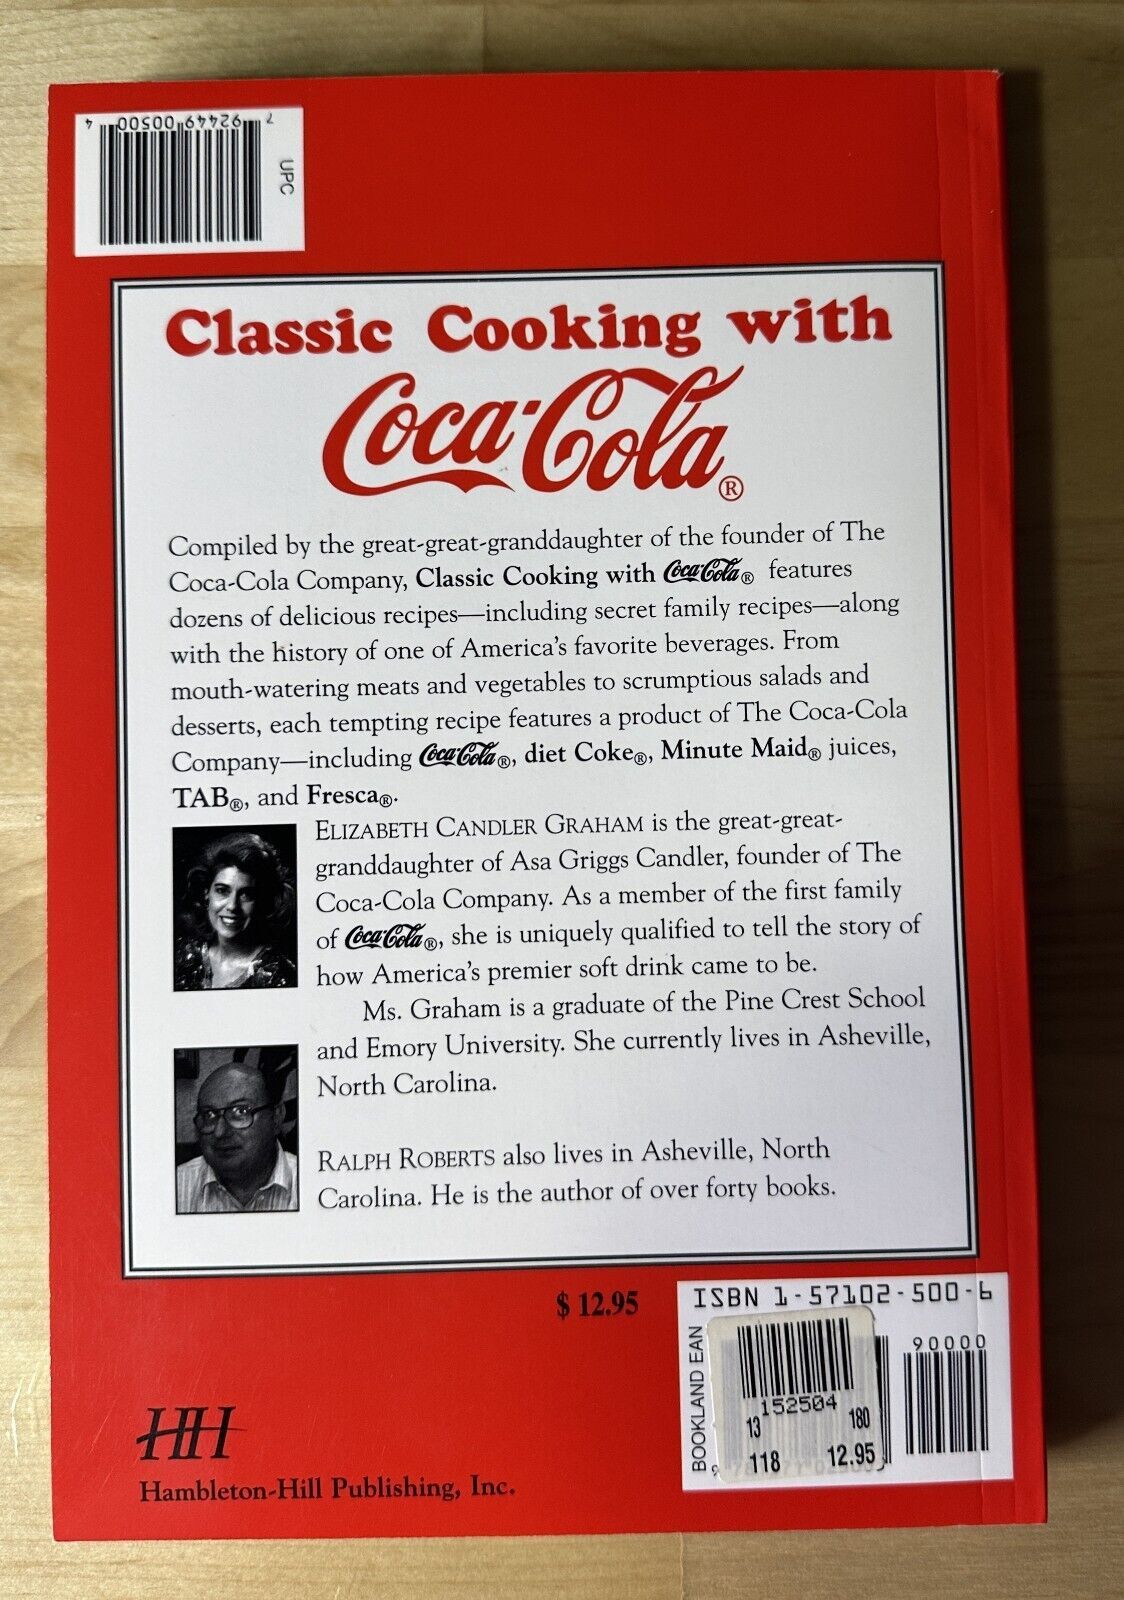 7 92449 00500 4
UPC
Classic Cooking with
Coca-Cola®
Compiled by the great-great-granddaughter of the founder of The
Coca-Cola Company, Classic Cooking with Coca-Cola® features
dozens of delicious recipes—including secret family recipes—along
with the history of one of America's favorite beverages. From
mouth-watering meats and vegetables to scrumptious salads and
desserts, each tempting recipe features a product of The Coca-Cola
Company—including Coca-Cola®, diet Coke®, Minute Maid® juices,
TAB®, and Fresca®.
ELIZABETH CANDLER GRAHAM is the great-great-
granddaughter of Asa Griggs Candler, founder of The
Coca-Cola Company. As a member of the first family
of Coca-Cola®, she is uniquely qualified to tell the story of
how America's premier soft drink came to be.
Ms. Graham is a graduate of the Pine Crest School
and Emory University. She currently lives in Asheville,
North Carolina.
RALPH ROBERTS also lives in Asheville, North
Carolina. He is the author of over forty books.
$ 12.95
ISBN 1-57102-500-6
BOOKLAND EAN
90000
152504
13 180
118 12.95
HH
Hambleton-Hill Publishing, Inc.